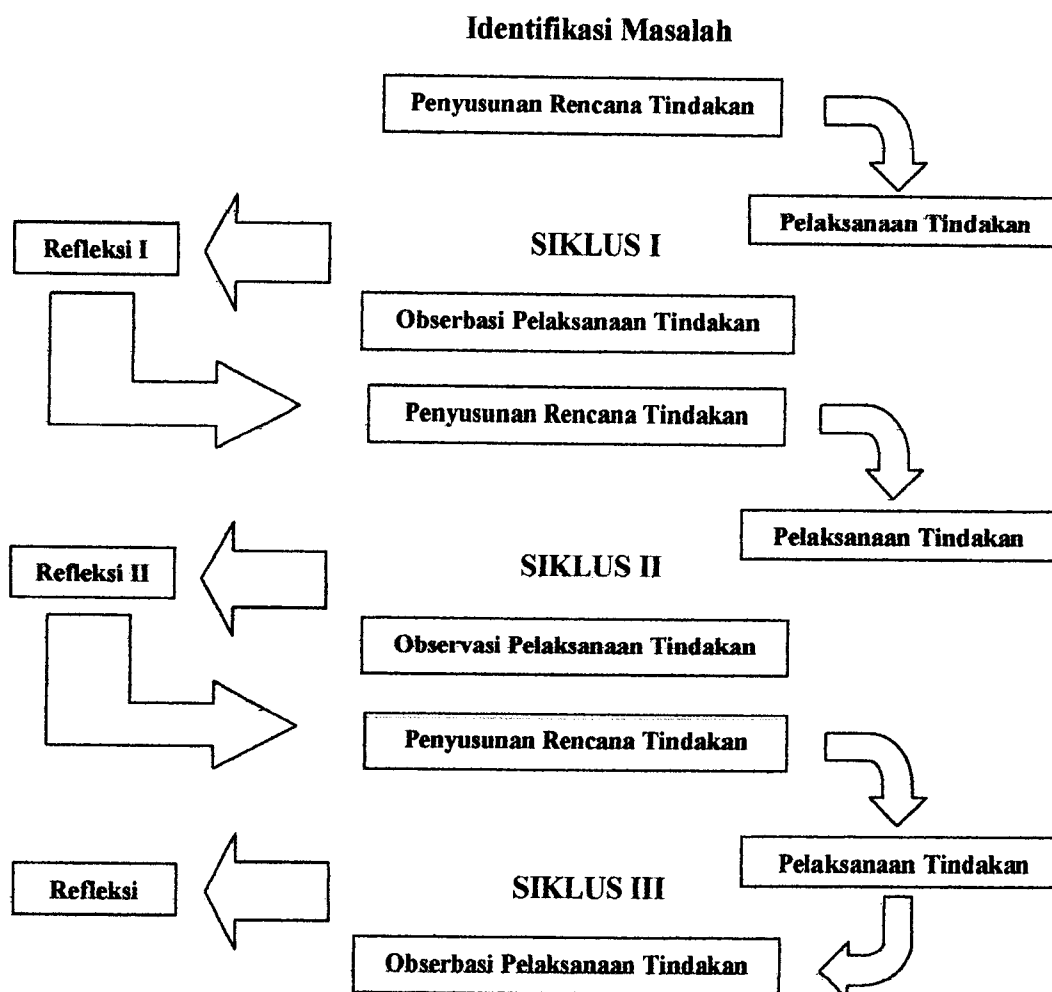 Identifikasi Masalah
Penyusunan Rencana Tindakan
Pelaksanaan Tindakan
Refleksi I
SIKLUS I
Obserbasi Pelaksanaan Tindakan
Penyusunan Rencana Tindakan
Pelaksanaan Tindakan
Refleksi II
SIKLUS II
Observasi Pelaksanaan Tindakan
Penyusunan Rencana Tindakan
Pelaksanaan Tindakan
Refleksi
SIKLUS III
Obserbasi Pelaksanaan Tindakan